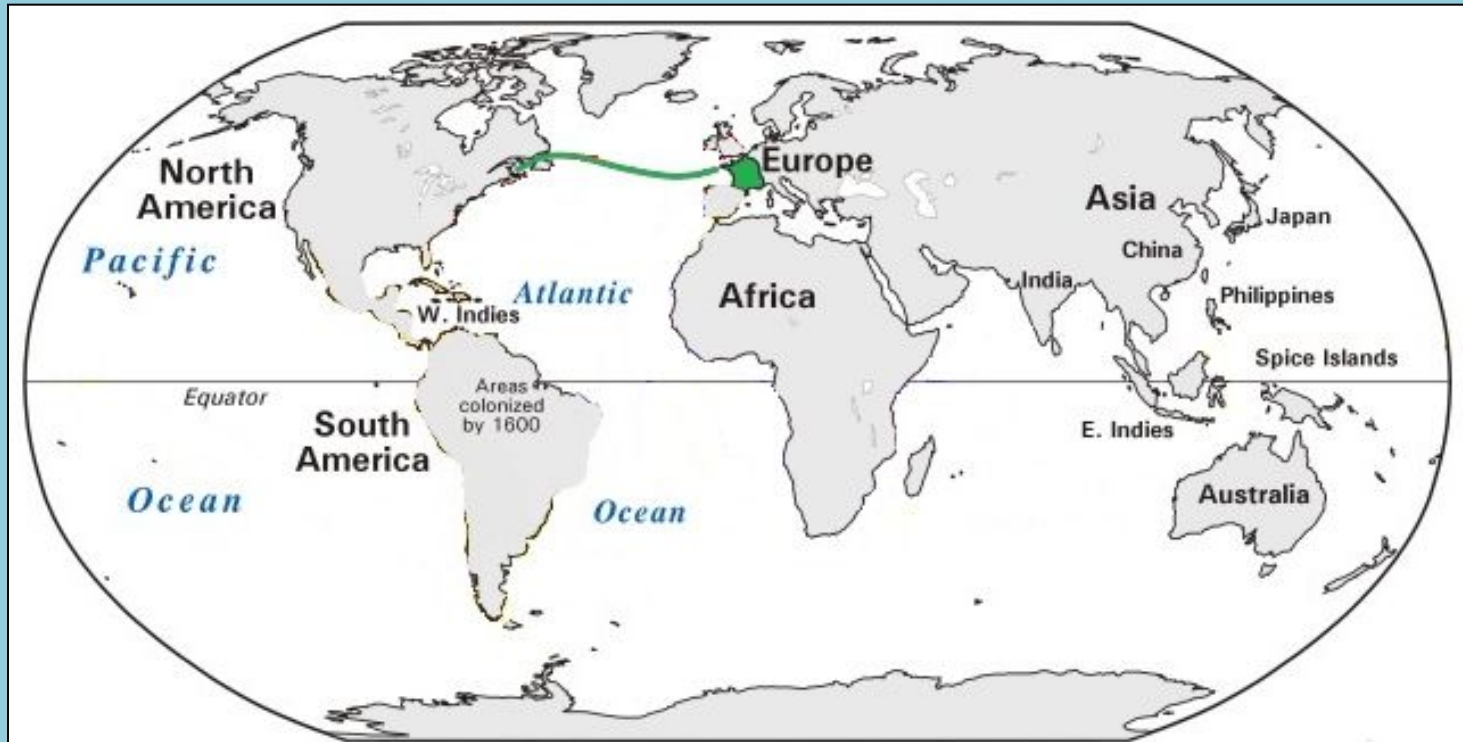 North
America
Pacific
Europe
Asia
Japan
China
India
Philippines
Atlantic
Africa
W. Indies
Spice Islands
Equator
Areas
colonized
by 1600
South
America
E. Indies
Ocean
Ocean
Australia